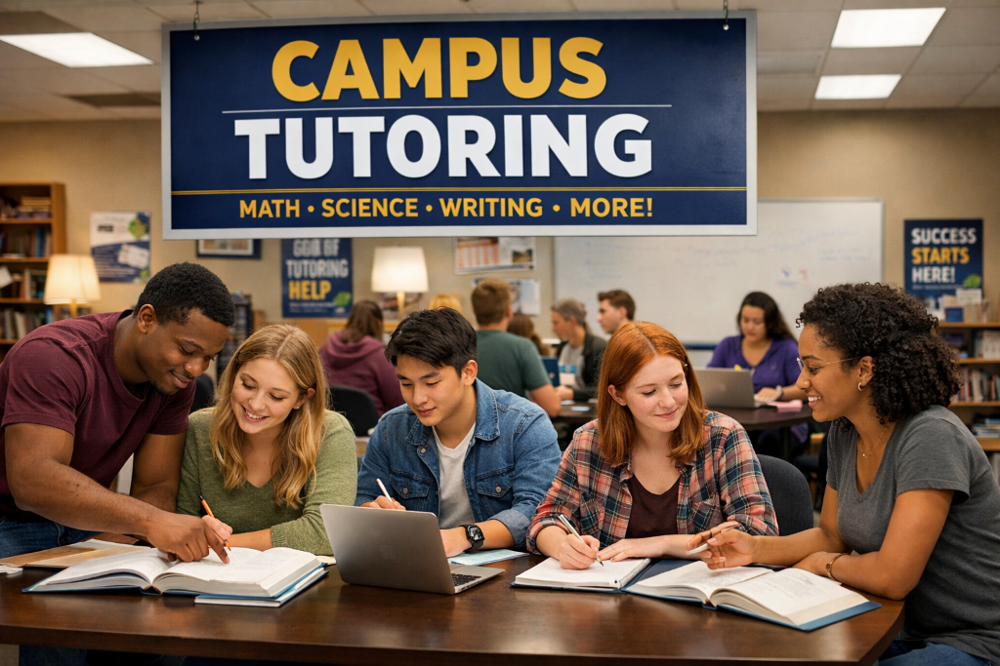 CAMPUS
TUTORING
MATH • SCIENCE • WRITING • MORE!
TUTORING
HELP
SUCCESS
STARTS
HERE!